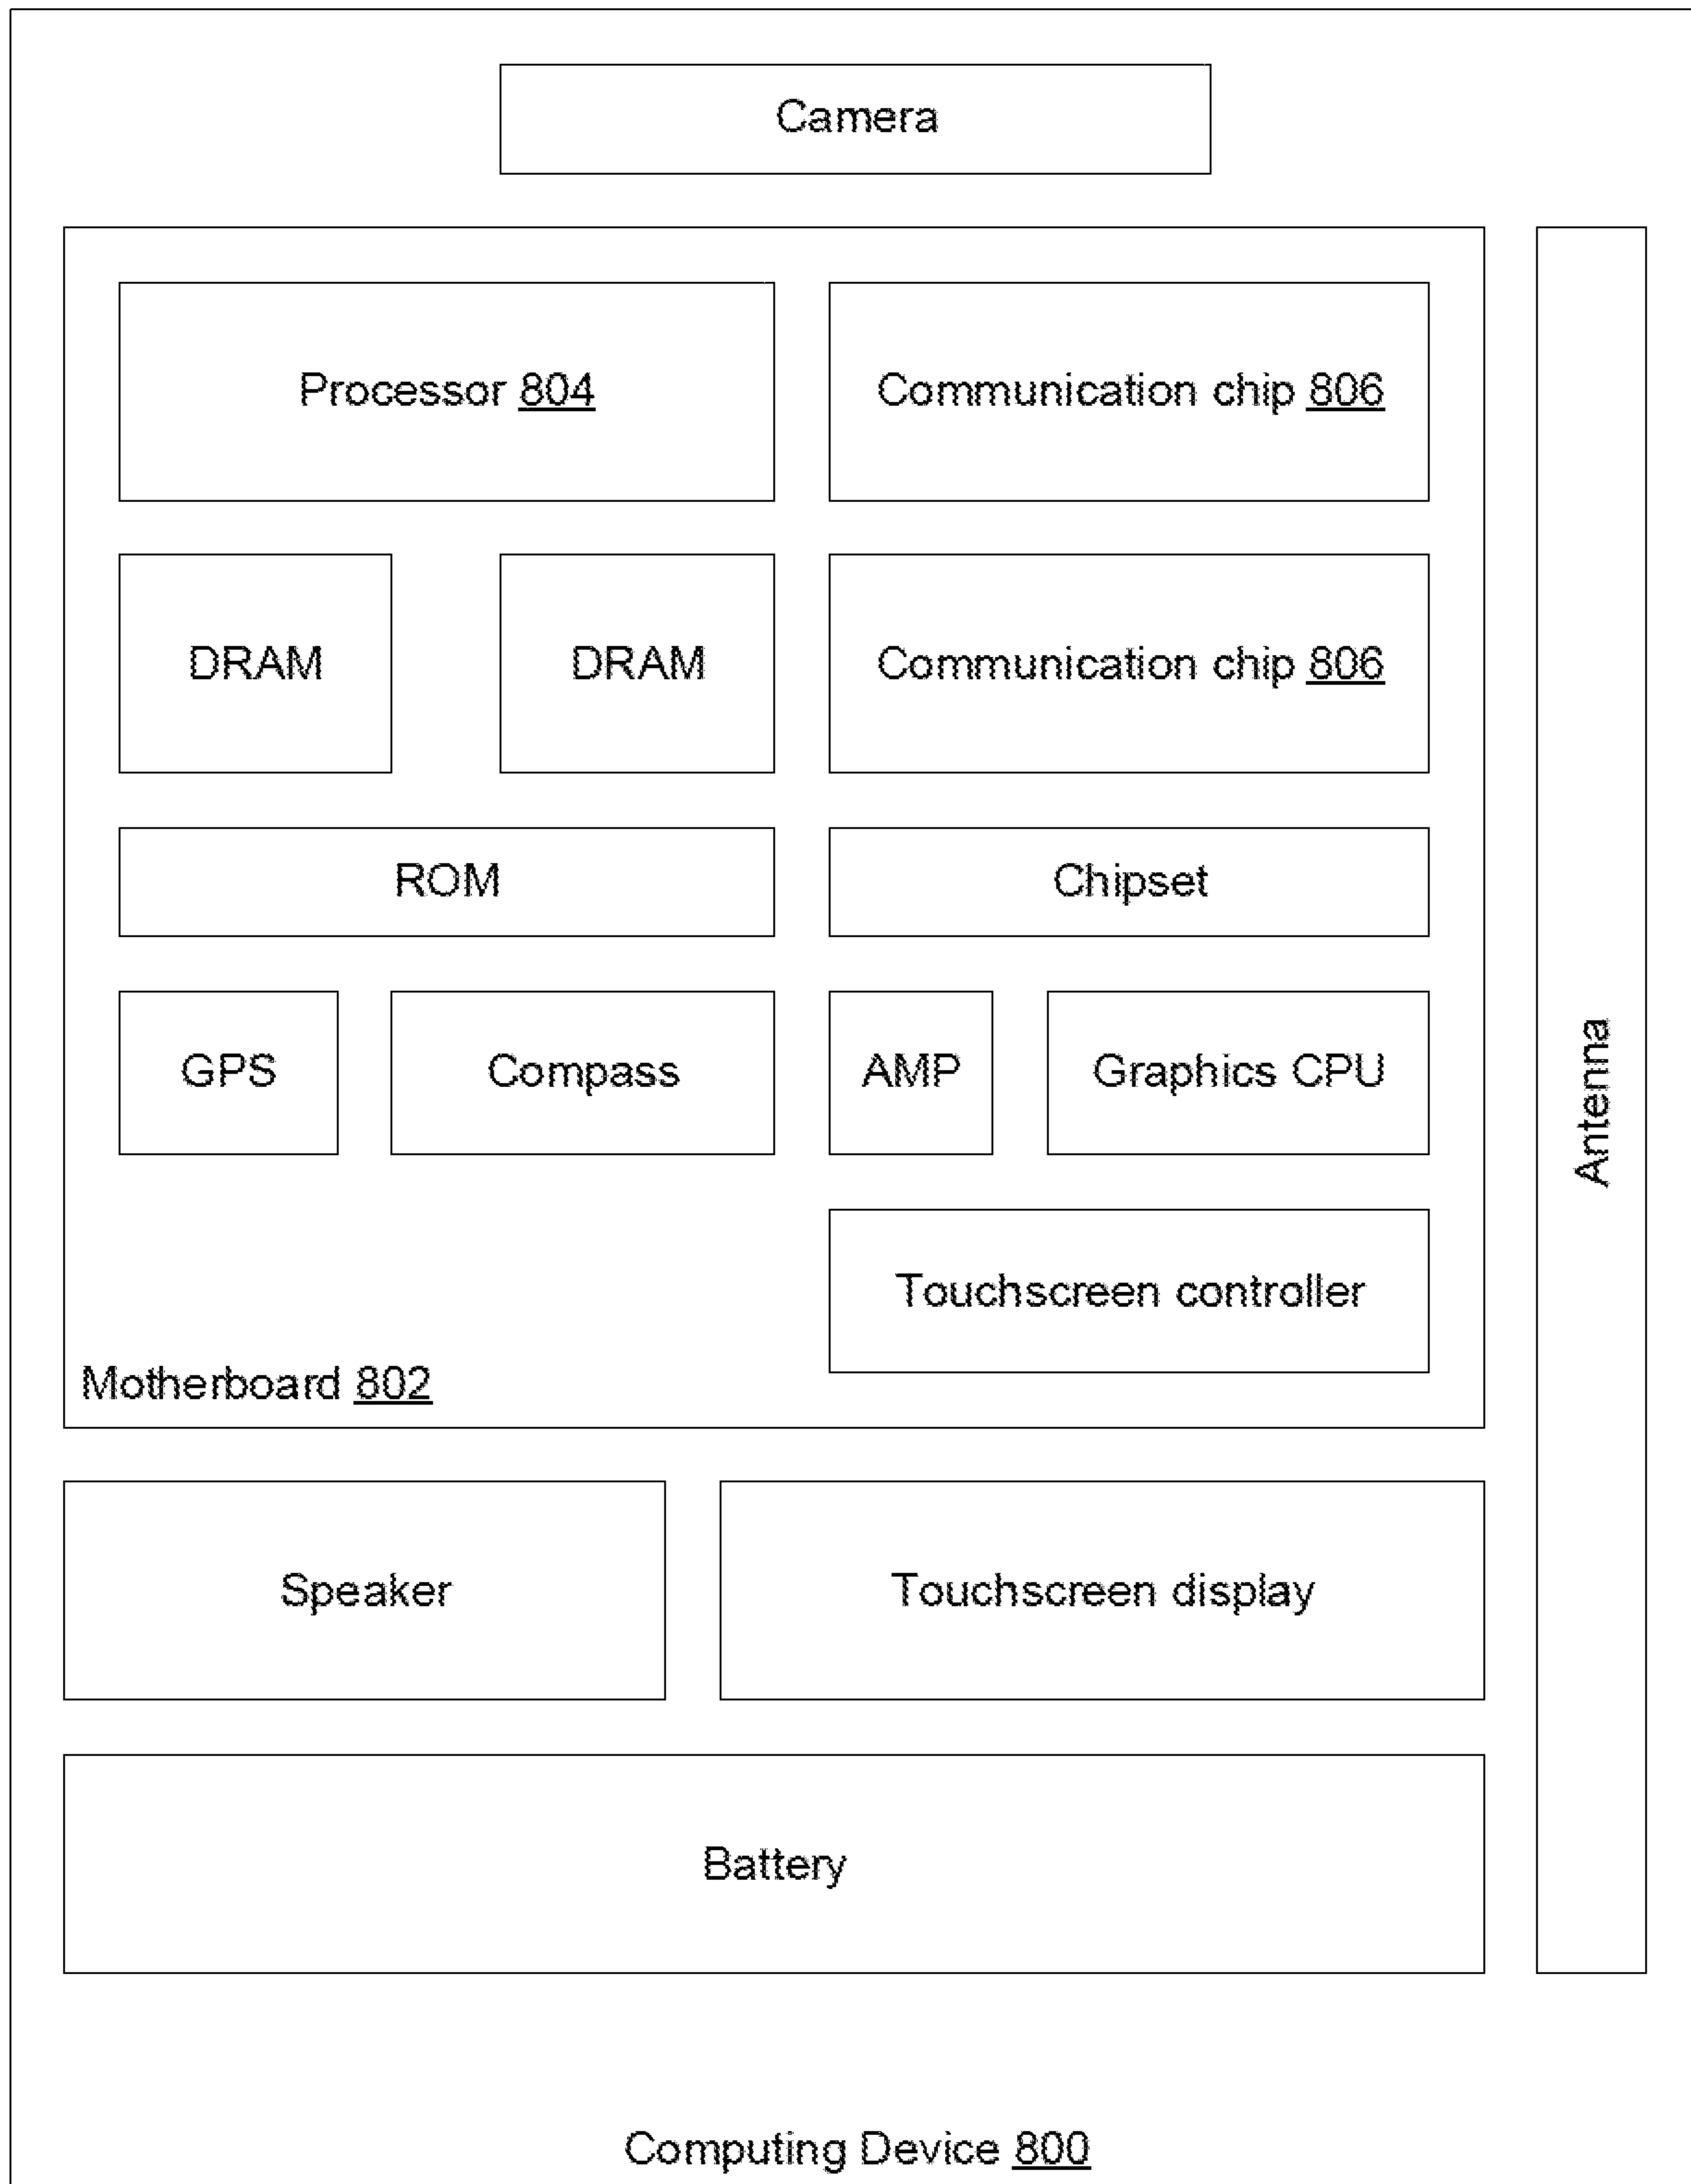 Camera
Processor 804
Communication chip 806
DRAM
DRAM
Communication chip 806
ROM
Chipset
GPS
Compass
AMP
Graphics CPU
Antenna
Touchscreen controller
Motherboard 802
Speaker
Touchscreen display
Battery
Computing Device 800